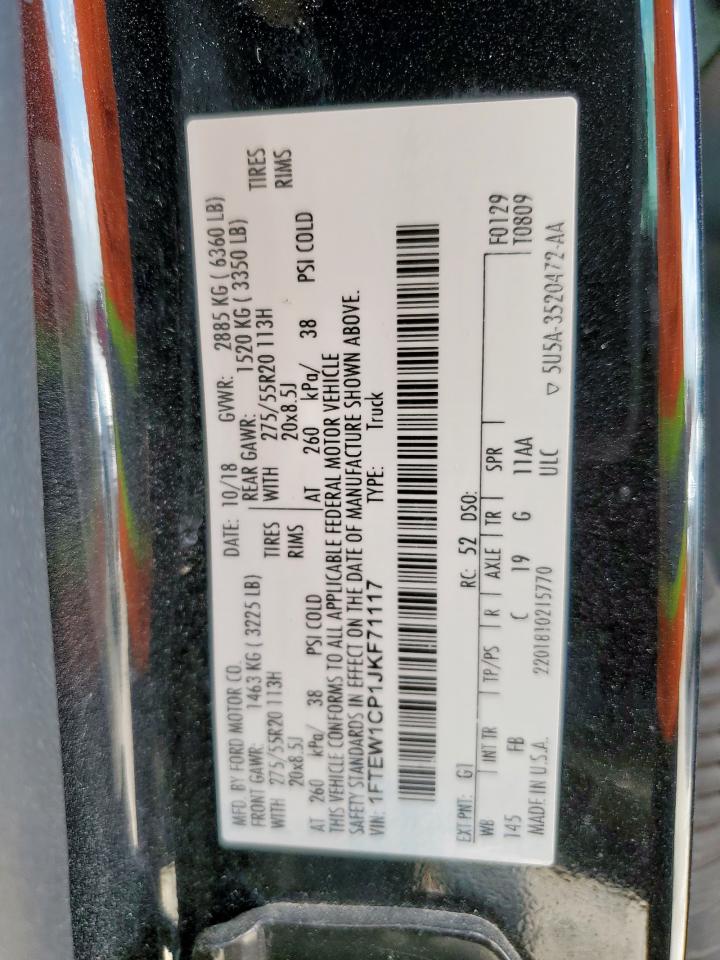 MFD. BY FORD MOTOR CO.
DATE: 10/18 GVWR: 2885 KG ( 6360 LB)
FRONT GAWR: 1463 KG ( 3225 LB) REAR GAWR: 1520 KG ( 3350 LB)
WITH 275/55R20 113H TIRES WITH 275/55R20 113H TIRES
20x8.5J RIMS 20x8.5J RIMS
AT 260 kPa/ 38 PSI COLD AT 260 kPa/ 38 PSI COLD
THIS VEHICLE CONFORMS TO ALL APPLICABLE FEDERAL MOTOR VEHICLE
SAFETY STANDARDS IN EFFECT ON THE DATE OF MANUFACTURE SHOWN ABOVE.
VIN: 1FTEW1CP1JKF71117 TYPE: Truck
EXT PNT: G1 RC: 52 DSO: F0129
WB INT TR TP/PS R AXLE TR SPR T0809
145 FB C 19 G 11AA
MADE IN U.S.A. 2201810215770 ULC ▽ 5U5A-3520472-AA